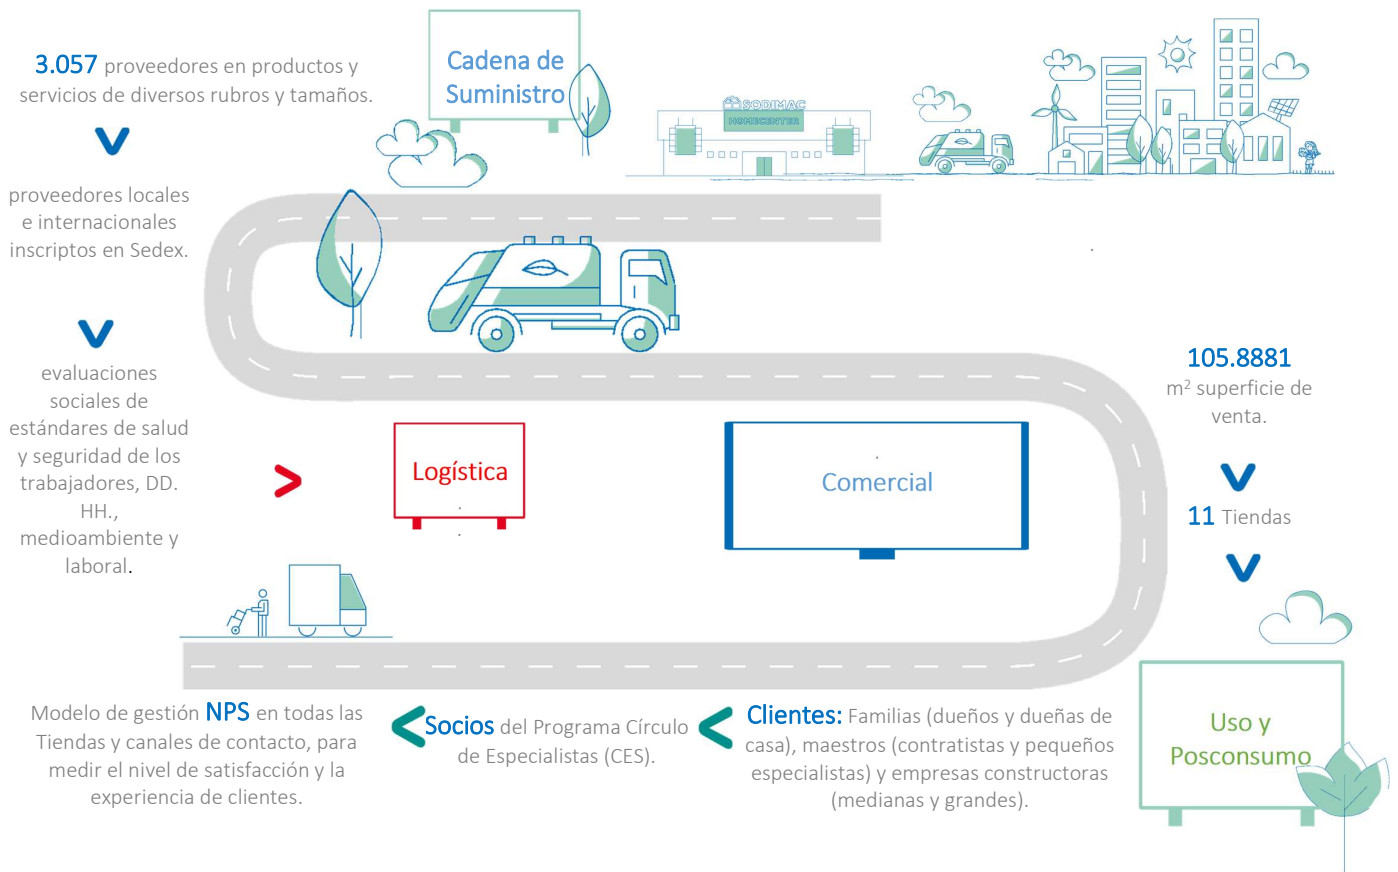 3.057 proveedores en productos y
servicios de diversos rubros y tamaños.
Cadena de
Suministro
SODIMAC
HOMECENTER
proveedores locales
e internacionales
inscriptos en Sedex.
evaluaciones
sociales de
estándares de salud
y seguridad de los
trabajadores, DD.
HH.,
medioambiente y
laboral.
Logística
Comercial
105.8881
m² superficie de
venta.
11 Tiendas
Uso y
Posconsumo
Clientes: Familias (dueños y dueñas de
casa), maestros (contratistas y pequeños
especialistas) y empresas constructoras
(medianas y grandes).
Socios del Programa Círculo
de Especialistas (CES).
Modelo de gestión NPS en todas las
Tiendas y canales de contacto, para
medir el nivel de satisfacción y la
experiencia de clientes.